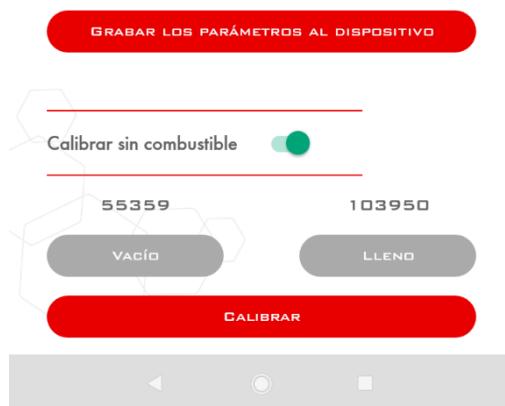 GRABAR LOS PARÁMETROS AL DISPOSITIVO
Calibrar sin combustible
55359 103950
VACÍO LLENO
CALIBRAR